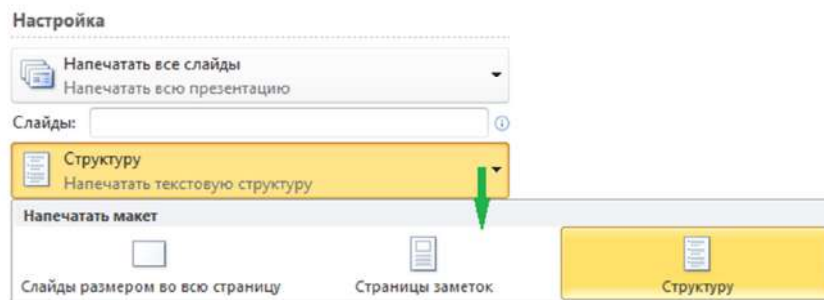 Настройка
Напечатать все слайды
Напечатать всю презентацию
Слайды:
Структуру
Напечатать текстовую структуру
Напечатать макет
Слайды размером во всю страницу Страницы заметок Структуру